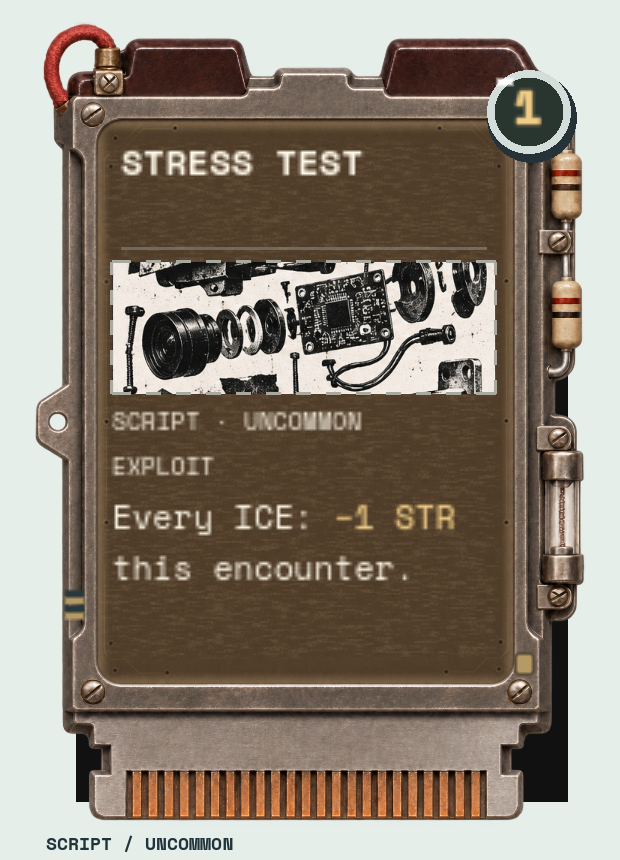 1
STRESS TEST
SCRIPT · UNCOMMON
EXPLOIT
Every ICE: -1 STR
this encounter.
SCRIPT / UNCOMMON